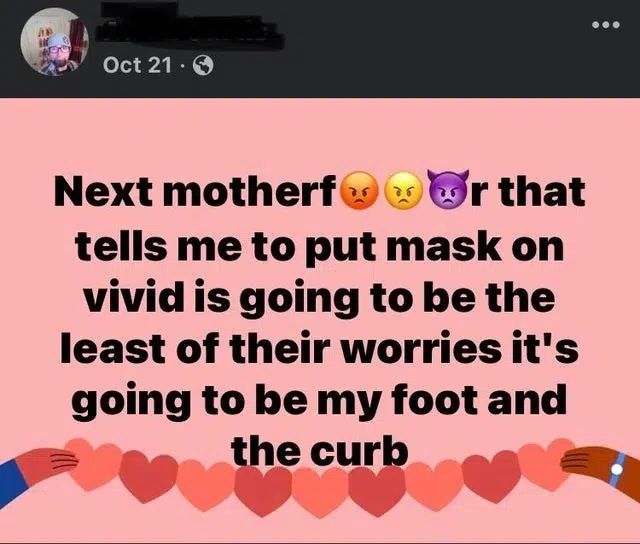 Oct 21 ·
Next motherf😡😠👿r that
tells me to put mask on
vivid is going to be the
least of their worries it's
going to be my foot and
the curb